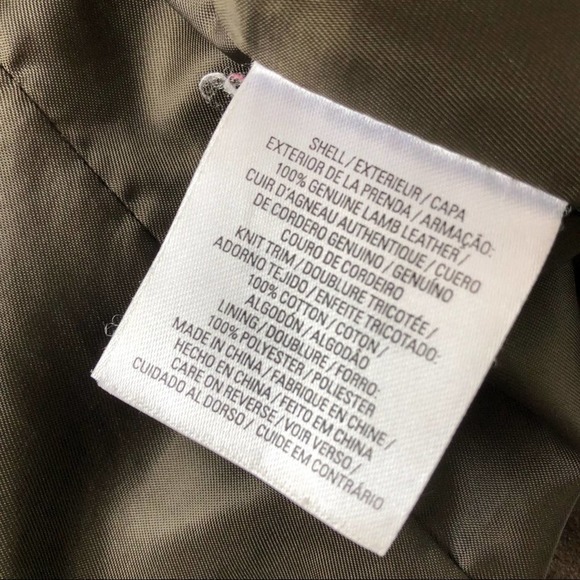 SHELL / EXTERIEUR / CAPA
EXTERIOR DE LA PRENDA / ARMAÇÃO:
100% GENUINE LAMB LEATHER /
CUIR D'AGNEAU AUTHENTIQUE / CUERO
DE CORDERO GENUINO / GENUÍNO
COURO DE CORDEIRO
KNIT TRIM / DOUBLURE TRICOTÉE /
ADORNO TEJIDO / ENFEITE TRICOTADO:
100% COTTON / COTON /
ALGODÓN / ALGODÃO
LINING / DOUBLURE / FORRO:
100% POLYESTER / POLIÉSTER
MADE IN CHINA / FABRIQUE EN CHINE /
HECHO EN CHINA / FEITO EM CHINA
CARE ON REVERSE / VOIR VERSO /
CUIDADO AL DORSO / CUIDE EM CONTRÁRIO